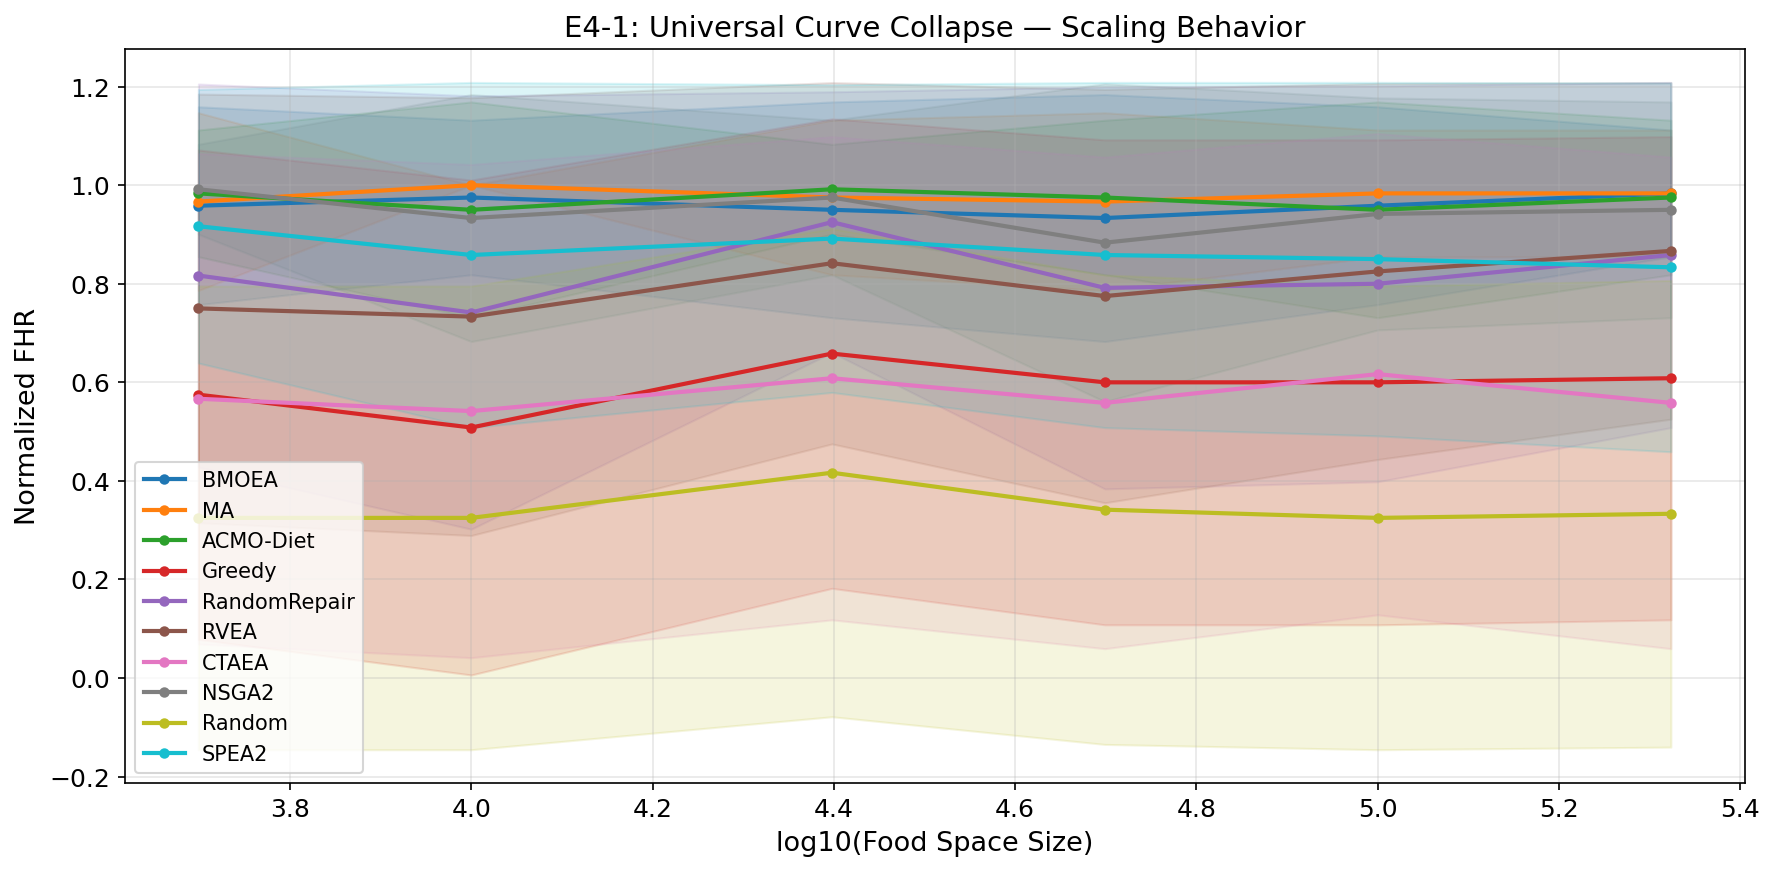 E4-1: Universal Curve Collapse — Scaling Behavior
Normalized FHR
1.2
1.0
0.8
0.6
0.4
0.2
0.0
−0.2
BMOEA
MA
ACMO-Diet
Greedy
RandomRepair
RVEA
CTAEA
NSGA2
Random
SPEA2
3.8 4.0 4.2 4.4 4.6 4.8 5.0 5.2 5.4
log10(Food Space Size)